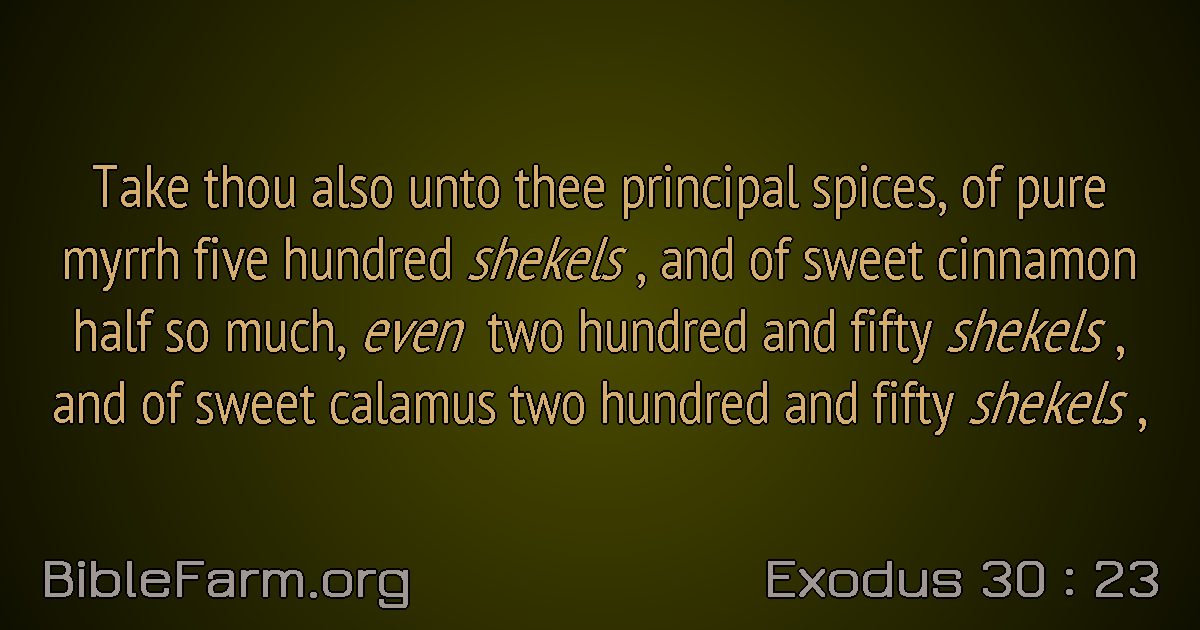 Take thou also unto thee principal spices, of pure
myrrh five hundred shekels , and of sweet cinnamon
half so much, even two hundred and fifty shekels ,
and of sweet calamus two hundred and fifty shekels ,
BibleFarm.org
Exodus 30 : 23